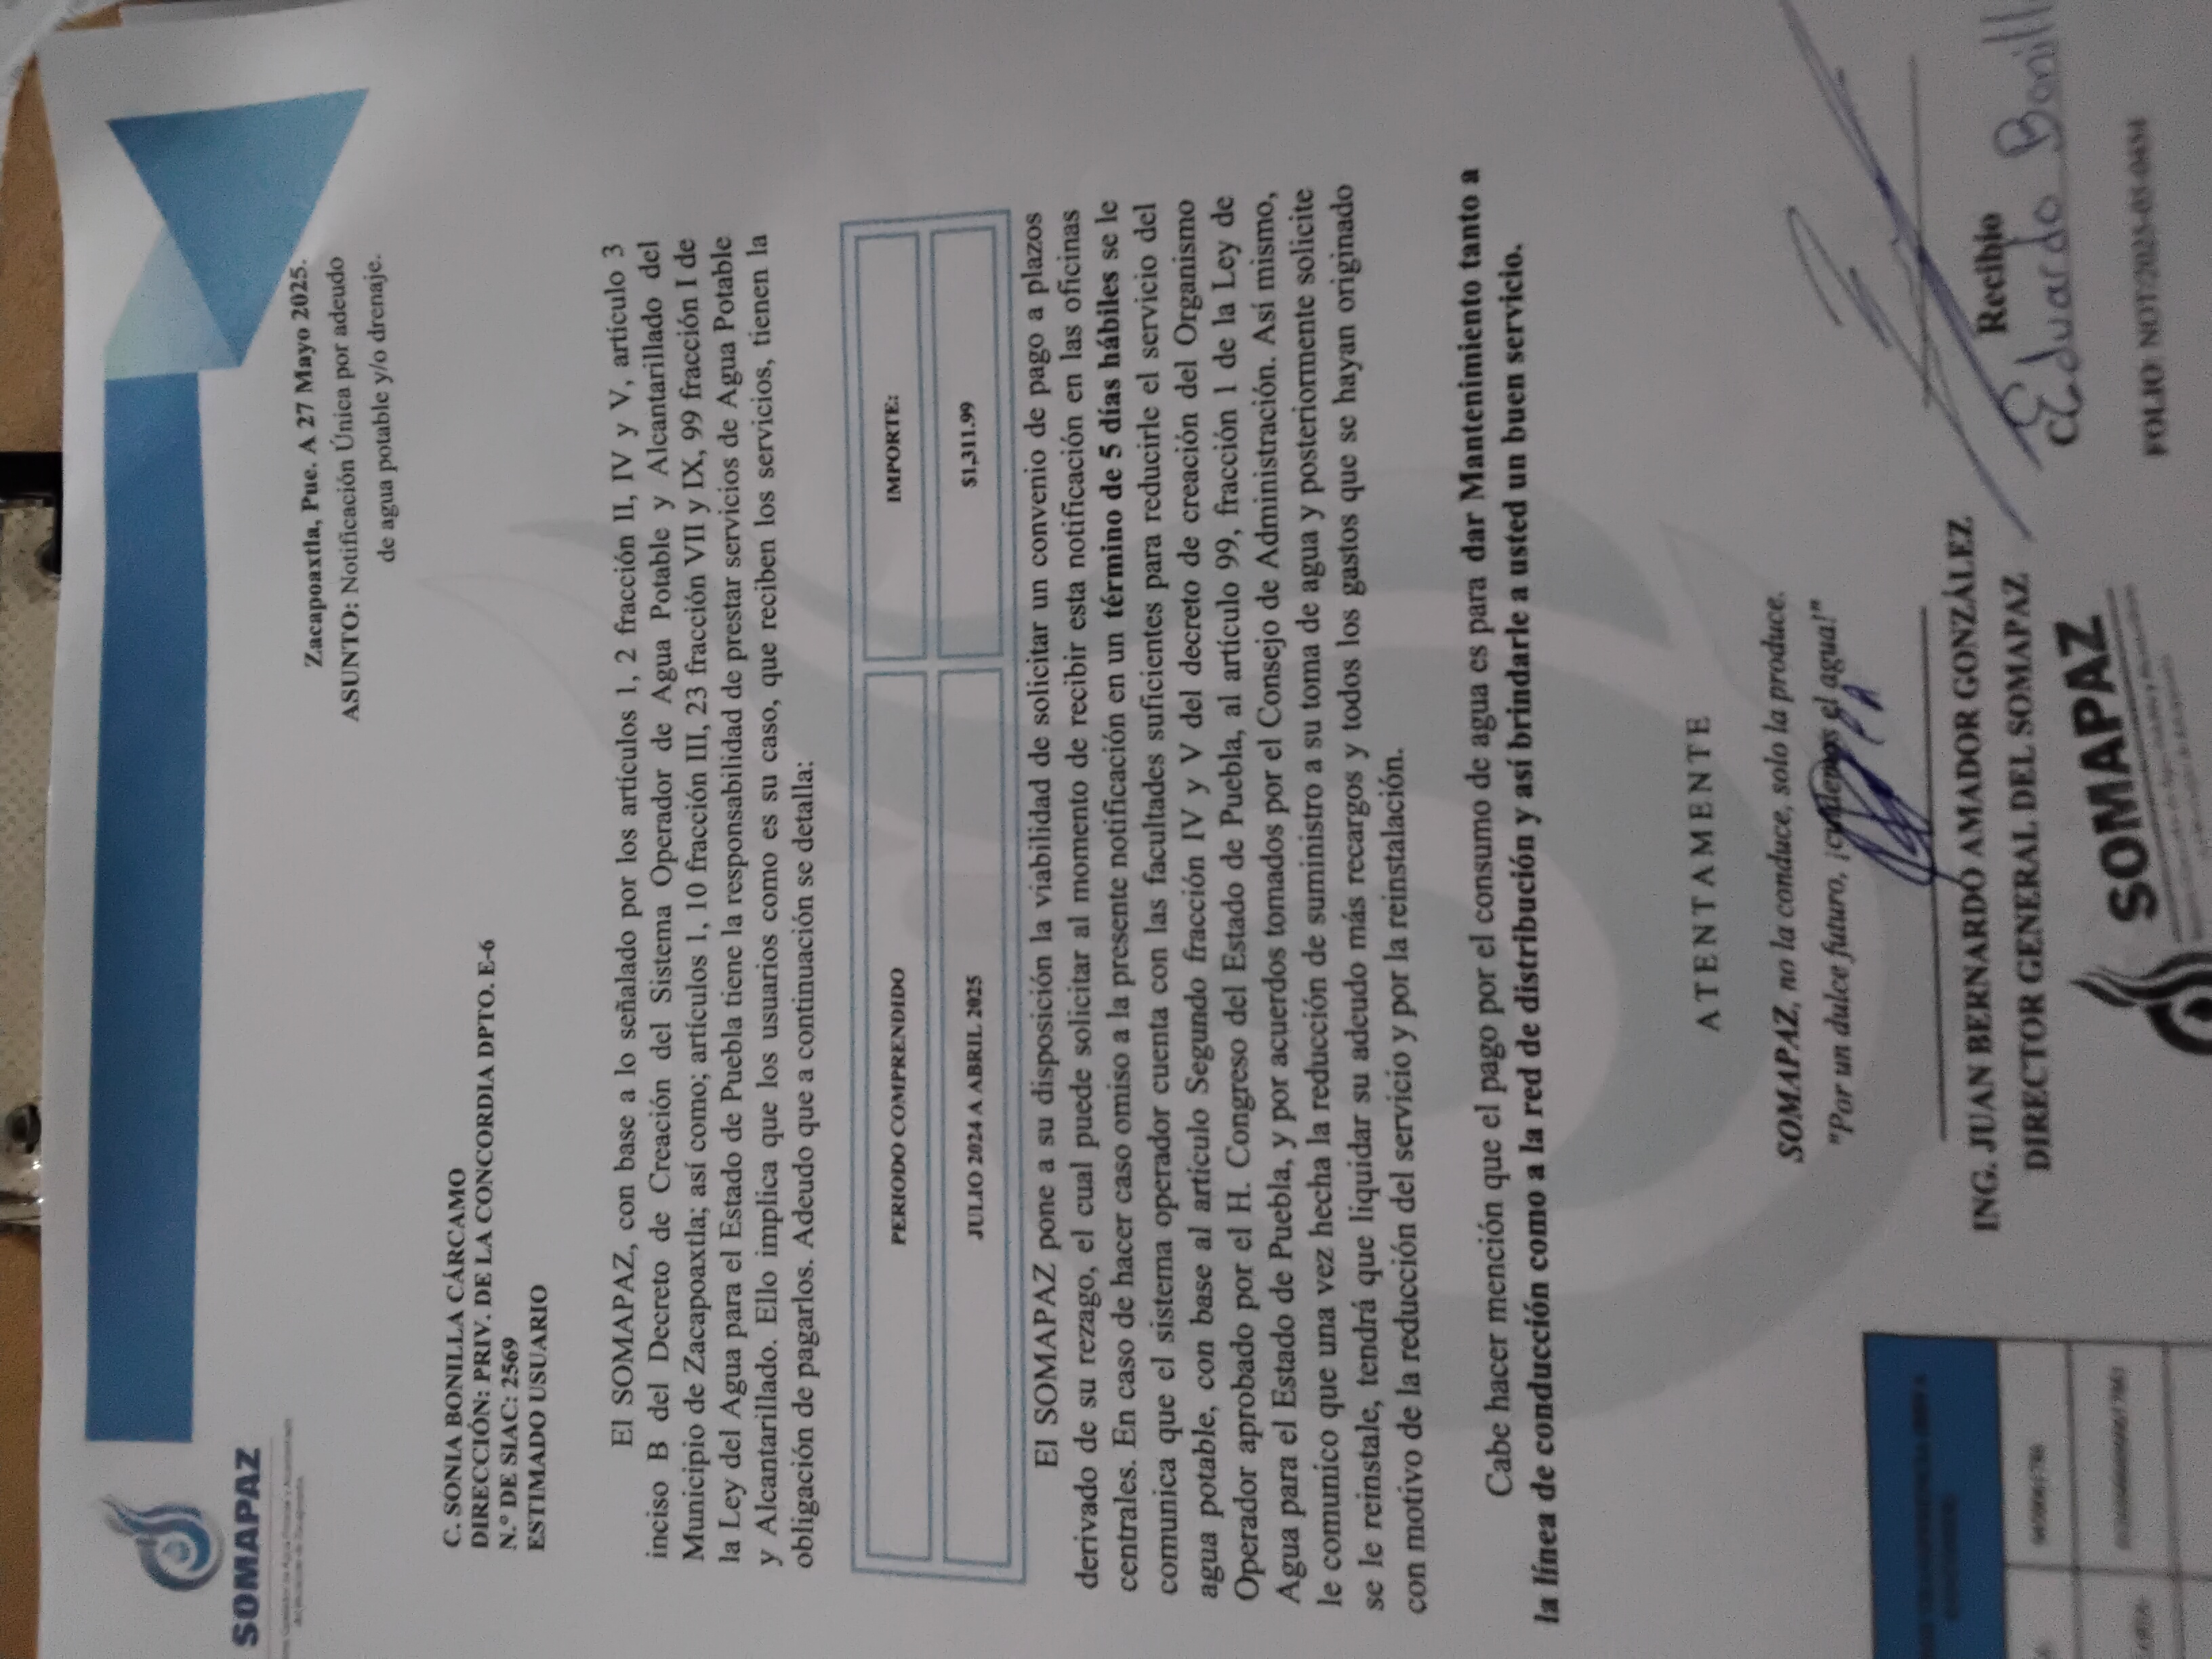 SOMAPAZ
Zacapoaxtla, Pue. A 27 Mayo 2025.
ASUNTO: Notificación Única por adeudo
de agua potable y/o drenaje.
C. SONIA BONILLA CÁRCAMO
DIRECCIÓN: PRIV. DE LA CONCORDIA DPTO. E-6
N.º DE SIAC: 2569
ESTIMADO USUARIO
El SOMAPAZ, con base a lo señalado por los artículos 1, 2 fracción II, IV y V, artículo 3
inciso B del Decreto de Creación del Sistema Operador de Agua Potable y Alcantarillado del
Municipio de Zacapoaxtla; así como; artículos 1, 10 fracción III, 23 fracción VII y IX, 99 fracción I de
la Ley del Agua para el Estado de Puebla tiene la responsabilidad de prestar servicios de Agua Potable
y Alcantarillado. Ello implica que los usuarios como es su caso, que reciben los servicios, tienen la
obligación de pagarlos. Adeudo que a continuación se detalla:
PERIODO COMPRENDIDO IMPORTE:
JULIO 2024 A ABRIL 2025 $1,311.99
El SOMAPAZ pone a su disposición la viabilidad de solicitar un convenio de pago a plazos
derivado de su rezago, el cual puede solicitar al momento de recibir esta notificación en las oficinas
centrales. En caso de hacer caso omiso a la presente notificación en un término de 5 días hábiles se le
comunica que el sistema operador cuenta con las facultades suficientes para reducirle el servicio del
agua potable, con base al artículo Segundo fracción IV y V del decreto de creación del Organismo
Operador aprobado por el H. Congreso del Estado de Puebla, al artículo 99, fracción 1 de la Ley de
Agua para el Estado de Puebla, y por acuerdos tomados por el Consejo de Administración. Así mismo,
le comunico que una vez hecha la reducción de suministro a su toma de agua y posteriormente solicite
se le reinstale, tendrá que liquidar su adeudo más recargos y todos los gastos que se hayan originado
con motivo de la reducción del servicio y por la reinstalación.
Cabe hacer mención que el pago por el consumo de agua es para dar Mantenimiento tanto a
la línea de conducción como a la red de distribución y así brindarle a usted un buen servicio.
ATENTAMENTE
SOMAPAZ, no la conduce, solo la produce.
"Por un dulce futuro, ¡cuidemos el agua!"
ING. JUAN BERNARDO AMADOR GONZÁLEZ
DIRECTOR GENERAL DEL SOMAPAZ
Recibio
Eduardo Bonill
SOMAPAZ
FOLIO: NOT/2025-05-0434